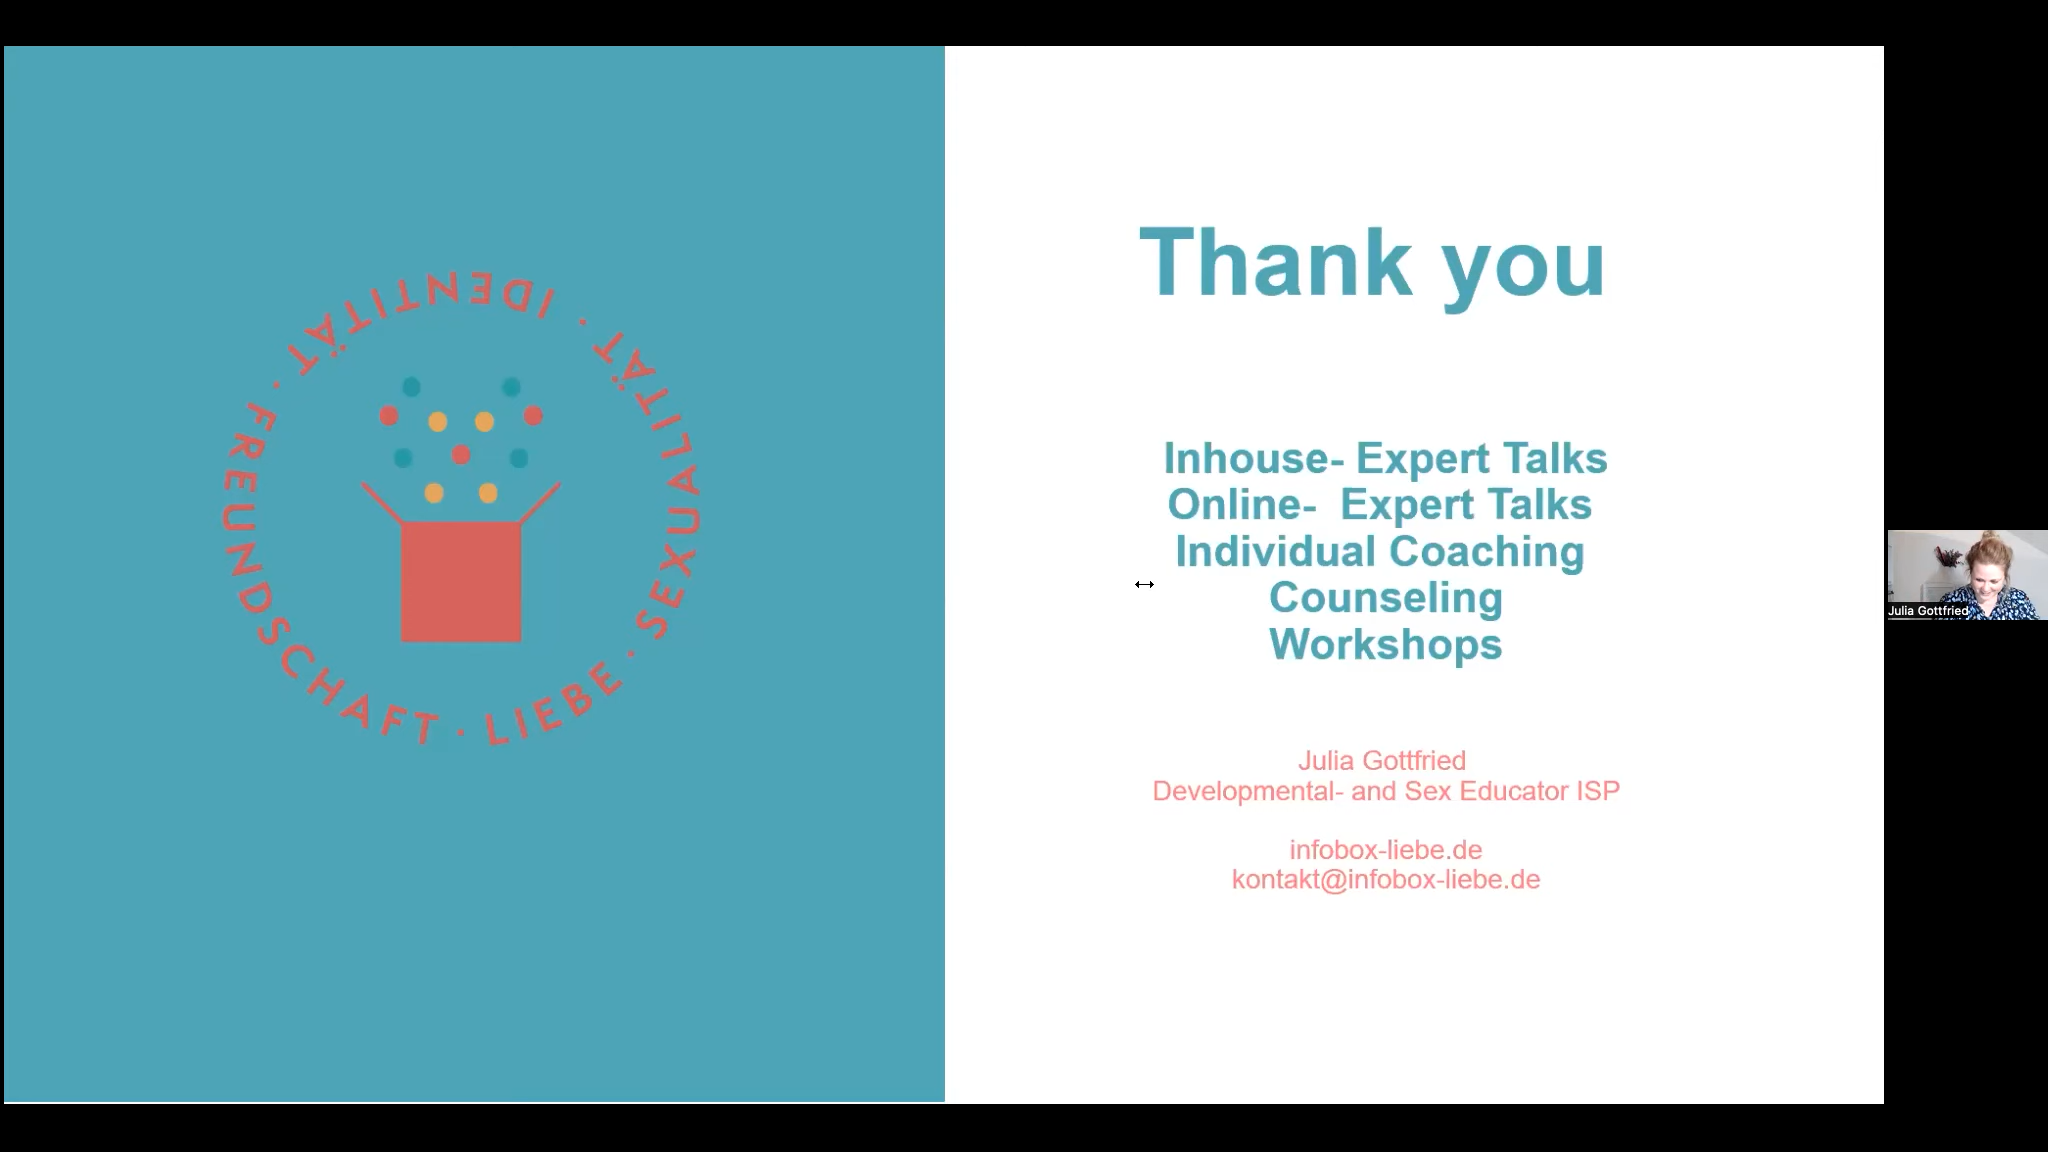 IDENTITÄT · FREUNDSCHAFT · LIEBE · SEXUALITÄT ·
Thank you
Inhouse- Expert Talks
Online- Expert Talks
Individual Coaching
Counseling
Workshops
Julia Gottfried
Developmental- and Sex Educator ISP
infobox-liebe.de
kontakt@infobox-liebe.de
Julia Gottfried